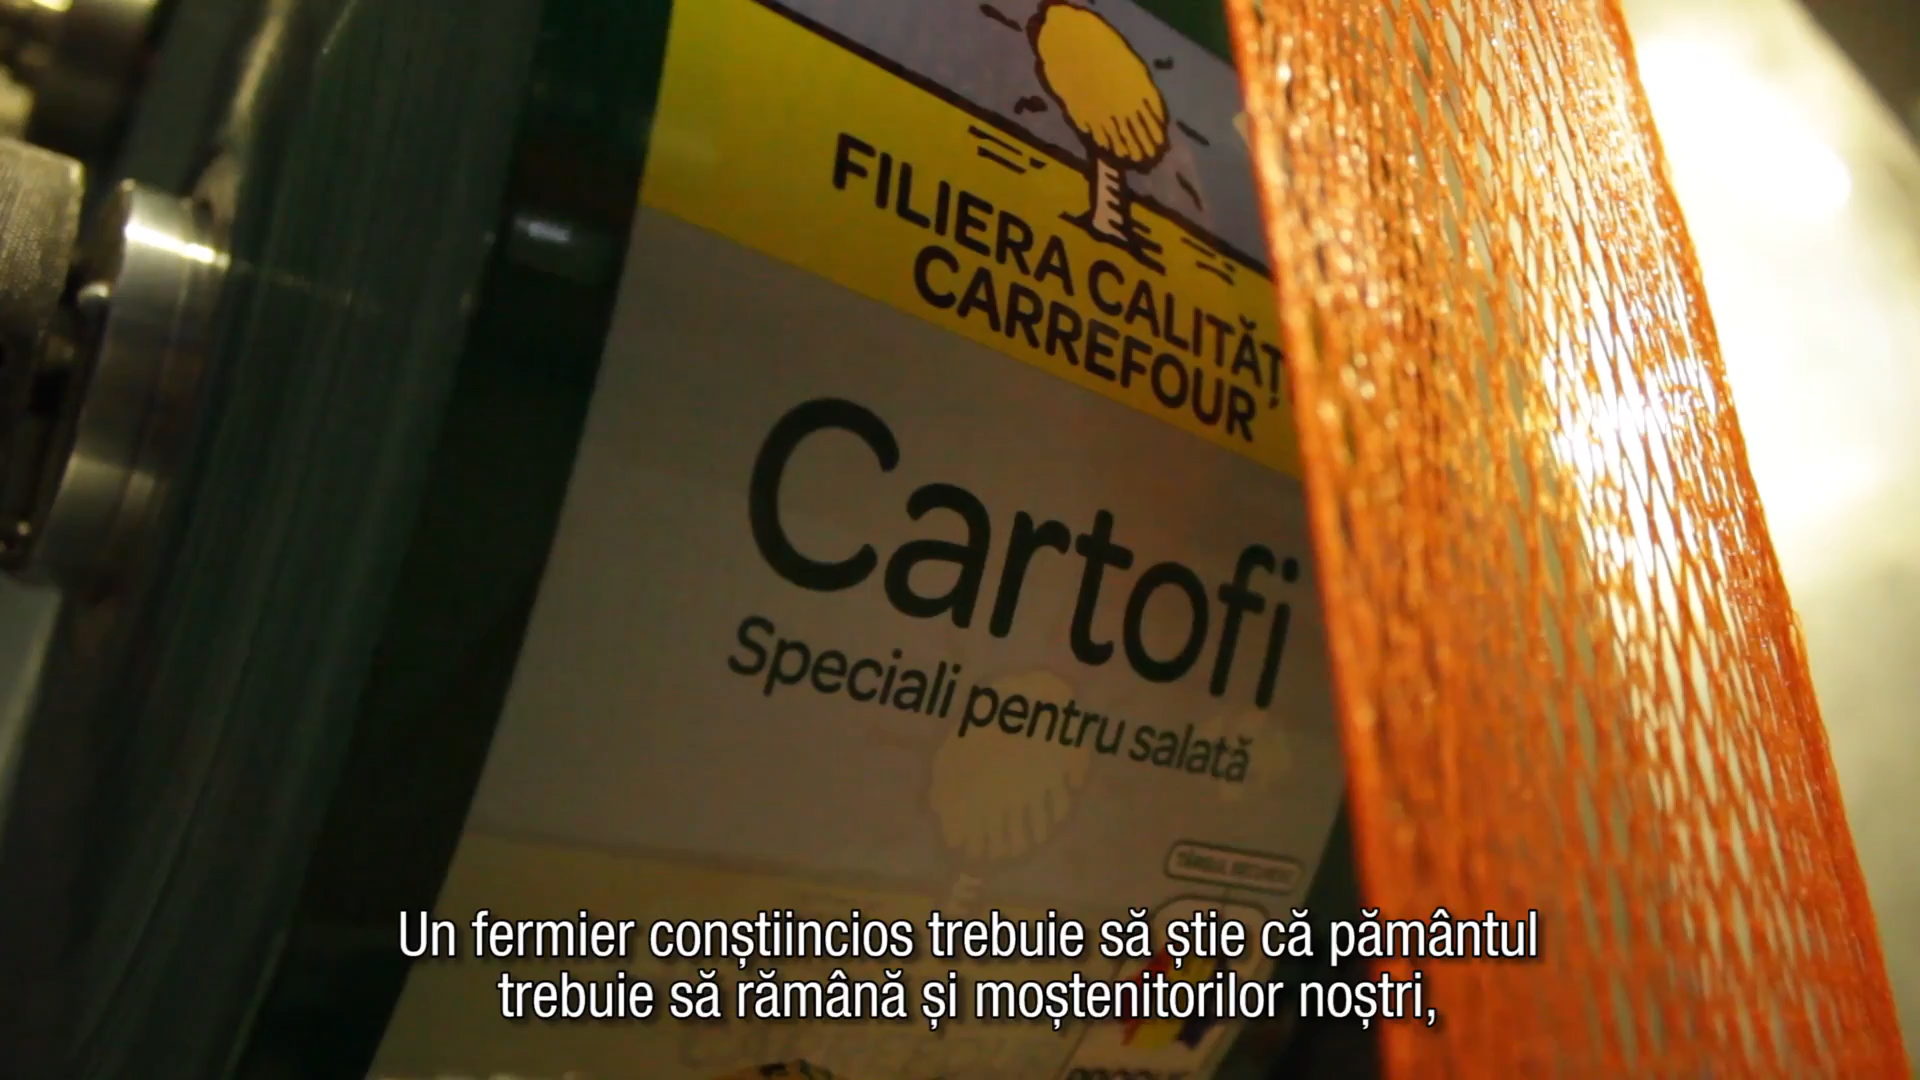 FILIERA CALITĂȚ
CARREFOUR
Cartofi
Speciali pentru salată
Un fermier conștiincios trebuie să știe că pământul
trebuie să rămână și moștenitorilor noștri,